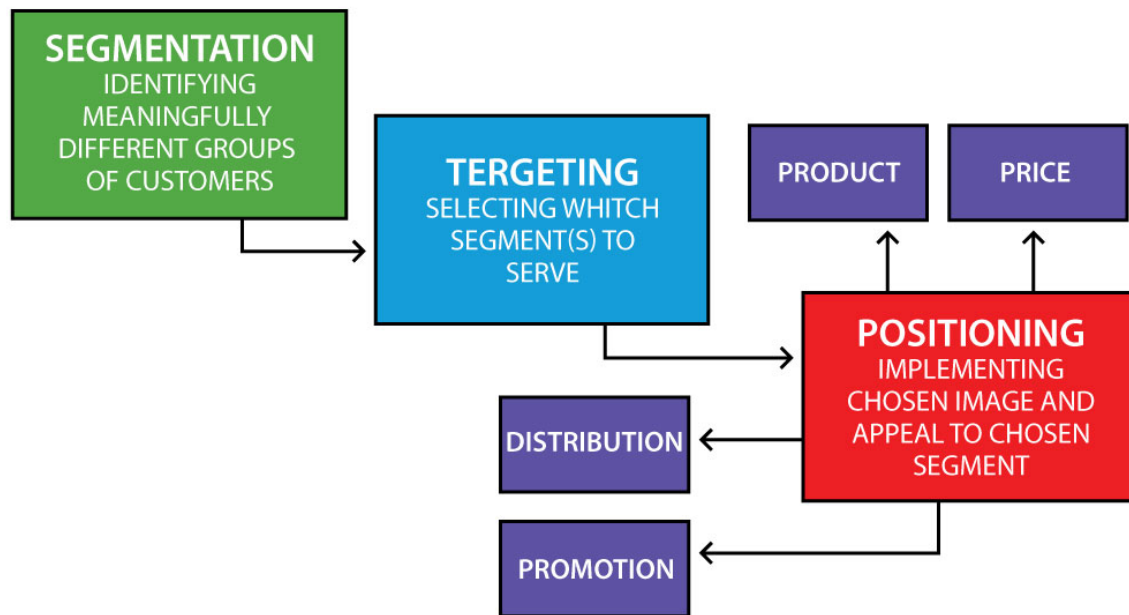 SEGMENTATION
IDENTIFYING
MEANINGFULLY
DIFFERENT GROUPS
OF CUSTOMERS
TERGETING
SELECTING WHITCH
SEGMENT(S) TO
SERVE
PRODUCT
PRICE
POSITIONING
IMPLEMENTING
CHOSEN IMAGE AND
APPEAL TO CHOSEN
SEGMENT
DISTRIBUTION
PROMOTION